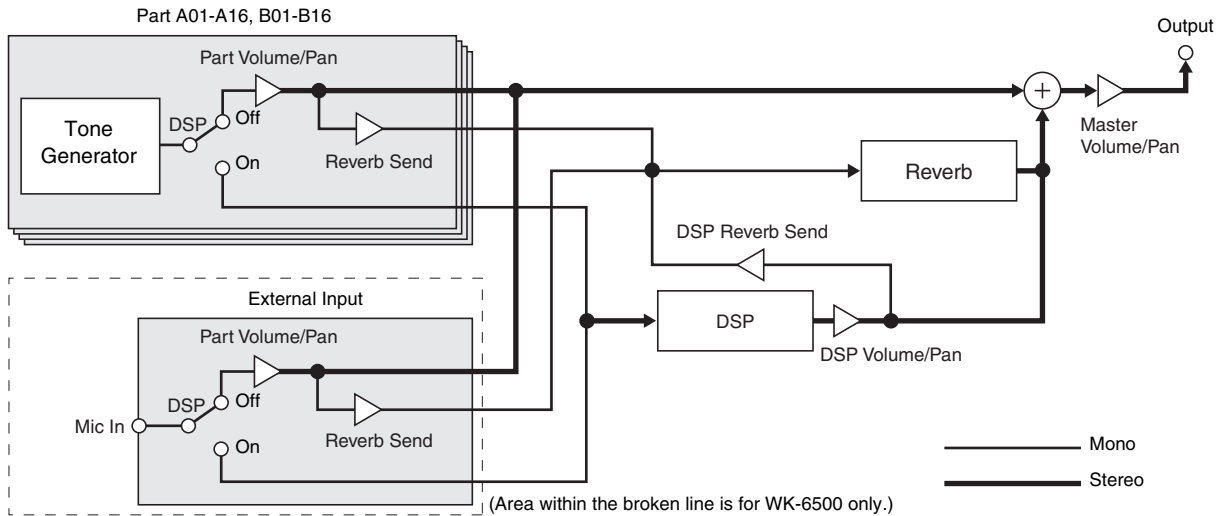 Part A01-A16, B01-B16
Output
Part Volume/Pan
Tone
Generator
DSP
Off
On
Reverb Send
+
Master
Volume/Pan
Reverb
DSP Reverb Send
External Input
Part Volume/Pan
DSP
DSP Volume/Pan
Mic In
DSP
Off
On
Reverb Send
Mono
Stereo
(Area within the broken line is for WK-6500 only.)